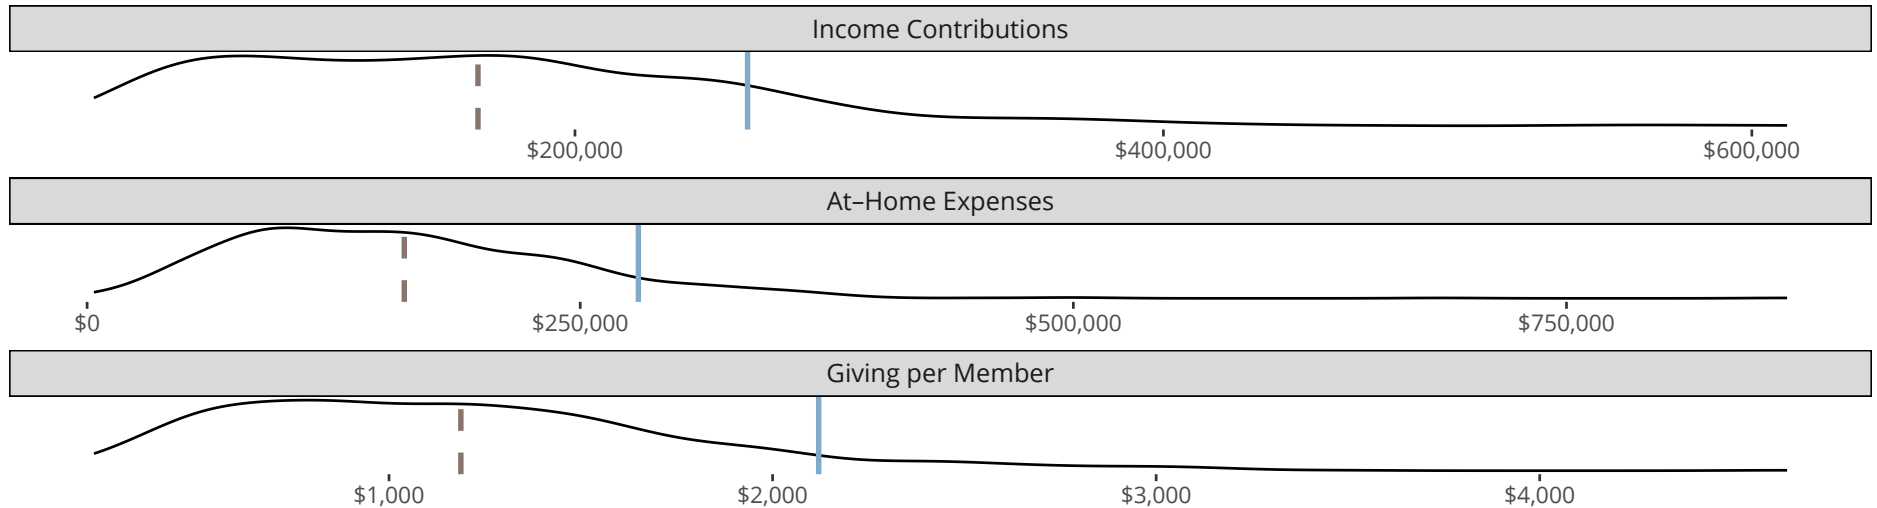 Income Contributions
$200,000 $400,000 $600,000
At–Home Expenses
$0 $250,000 $500,000 $750,000
Giving per Member
$1,000 $2,000 $3,000 $4,000